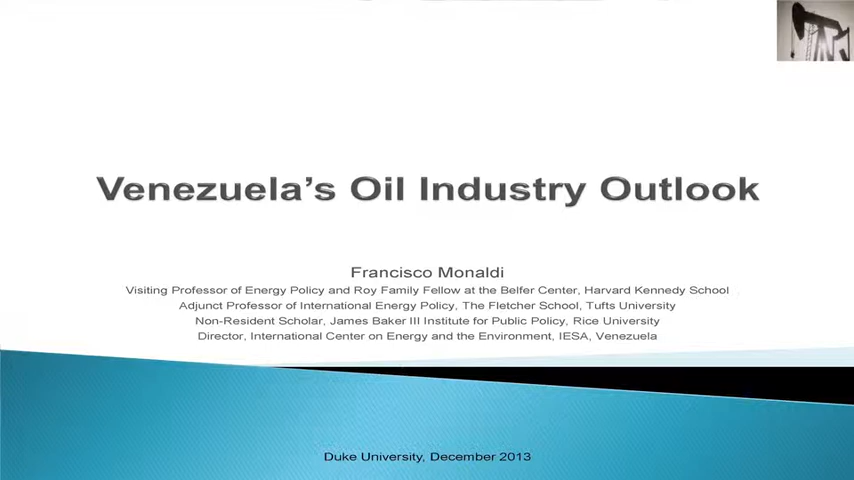 Venezuela's Oil Industry Outlook
Francisco Monaldi
Visiting Professor of Energy Policy and Roy Family Fellow at the Belfer Center, Harvard Kennedy School
Adjunct Professor of International Energy Policy, The Fletcher School, Tufts University
Non-Resident Scholar, James Baker III Institute for Public Policy, Rice University
Director, International Center on Energy and the Environment, IESA, Venezuela
Duke University, December 2013